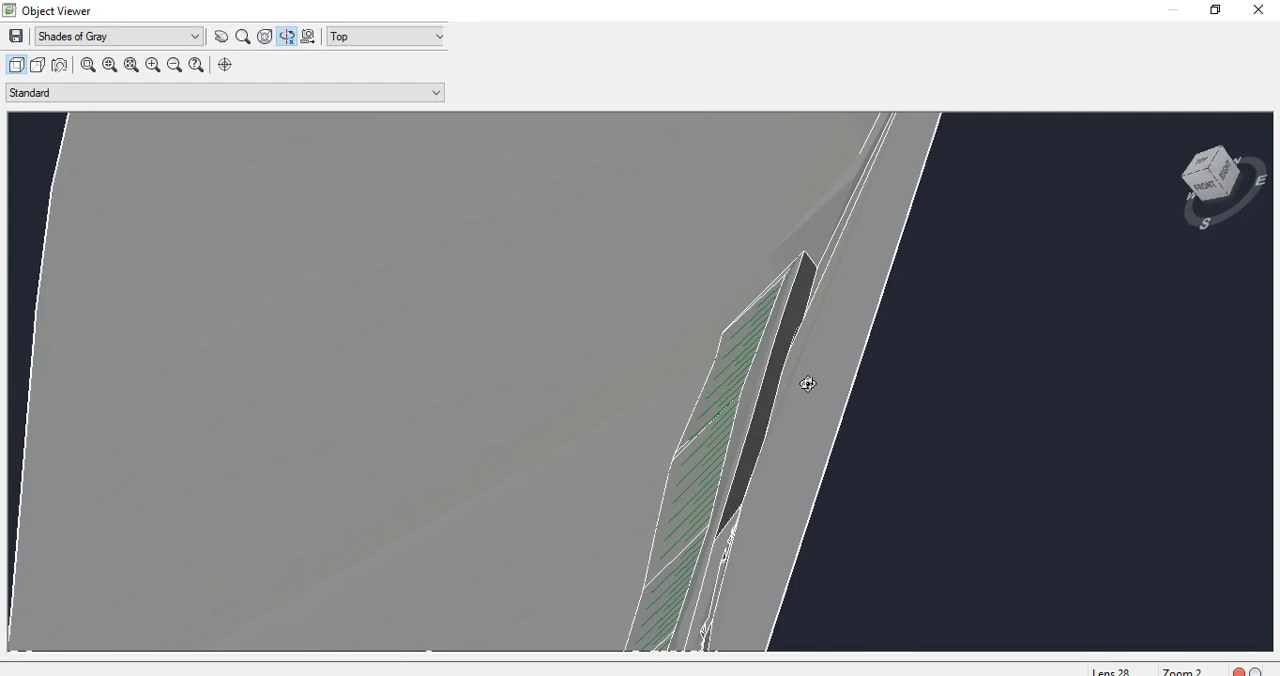 Object Viewer
Shades of Gray
Top
Standard
FRONT
RIGHT
E
S
Lens 28
Zoom 2